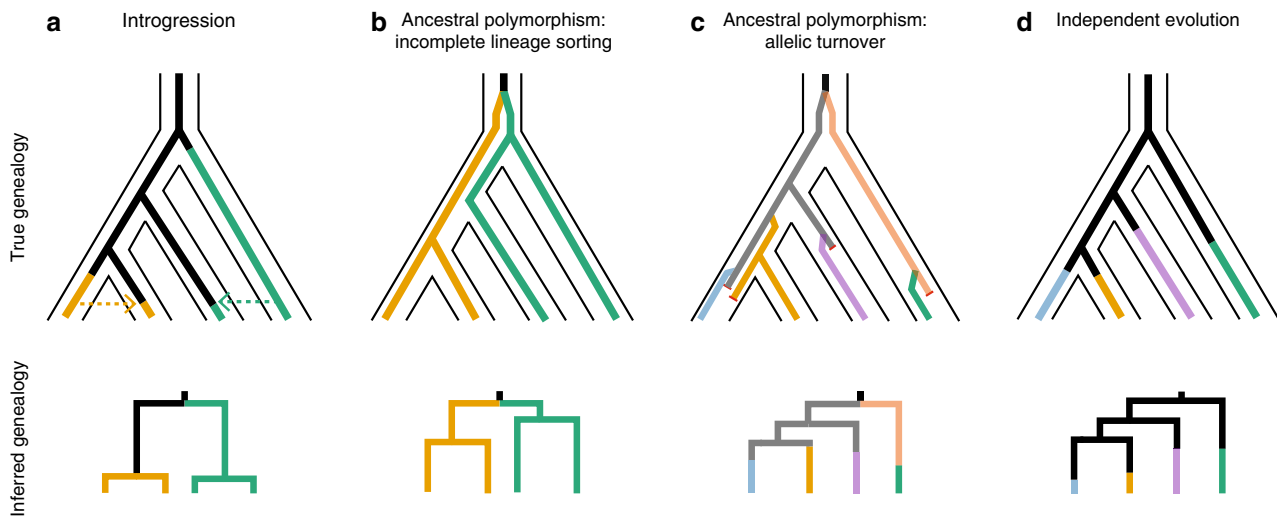 a Introgression
b Ancestral polymorphism:
incomplete lineage sorting
c Ancestral polymorphism:
allelic turnover
d Independent evolution
True genealogy
Inferred genealogy